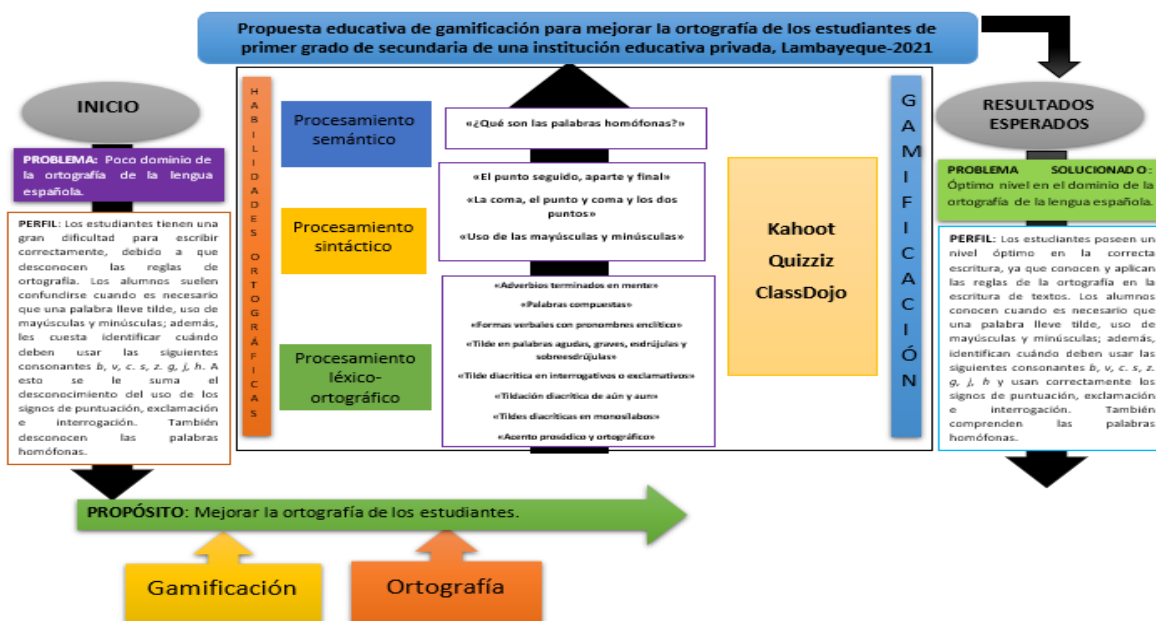 Propuesta educativa de gamificación para mejorar la ortografía de los estudiantes de
primer grado de secundaria de una institución educativa privada, Lambayeque-2021
INICIO
PROBLEMA: Poco dominio de
la ortografía de la lengua
española.
PERFIL: Los estudiantes tienen una
gran dificultad para escribir
correctamente, debido a que
desconocen las reglas de
ortografía. Los alumnos suelen
confundirse cuando es necesario
que una palabra lleve tilde, uso de
mayúsculas y minúsculas; además,
les cuesta identificar cuándo
deben usar las siguientes
consonantes b, v, c. s, z. g, j, h. A
esto se le suma el
desconocimiento del uso de los
signos de puntuación, exclamación
e interrogación. También
desconocen las palabras
homófonas.
HABILIDADES ORTOGRÁFICAS
Procesamiento
semántico
Procesamiento
sintáctico
Procesamiento
léxico-
ortográfico
«¿Qué son las palabras homófonas?»
«El punto seguido, aparte y final»
«La coma, el punto y coma y los dos
puntos»
«Uso de las mayúsculas y minúsculas»
«Adverbios terminados en mente»
«Palabras compuestas»
«Formas verbales con pronombres enclítico»
«Tilde en palabras agudas, graves, esdrújulas y
sobreesdrújulas»
«Tilde diacrítica en interrogativos o exclamativos»
«Tildación diacrítica de aún y aun»
«Tildes diacríticas en monosílabos»
«Acento prosódico y ortográfico»
Kahoot
Quizziz
ClassDojo
GAMIFICACIÓN
RESULTADOS
ESPERADOS
PROBLEMA SOLUCIONADO:
Óptimo nivel en el dominio de la
ortografía de la lengua española.
PERFIL: Los estudiantes poseen un
nivel óptimo en la correcta
escritura, ya que conocen y aplican
las reglas de la ortografía en la
escritura de textos. Los alumnos
conocen cuando es necesario que
una palabra lleve tilde, uso de
mayúsculas y minúsculas; además,
identifican cuándo deben usar las
siguientes consonantes b, v, c. s, z.
g, j, h y usan correctamente los
signos de puntuación, exclamación
e interrogación. También
comprenden las palabras
homófonas.
PROPÓSITO: Mejorar la ortografía de los estudiantes.
Gamificación
Ortografía